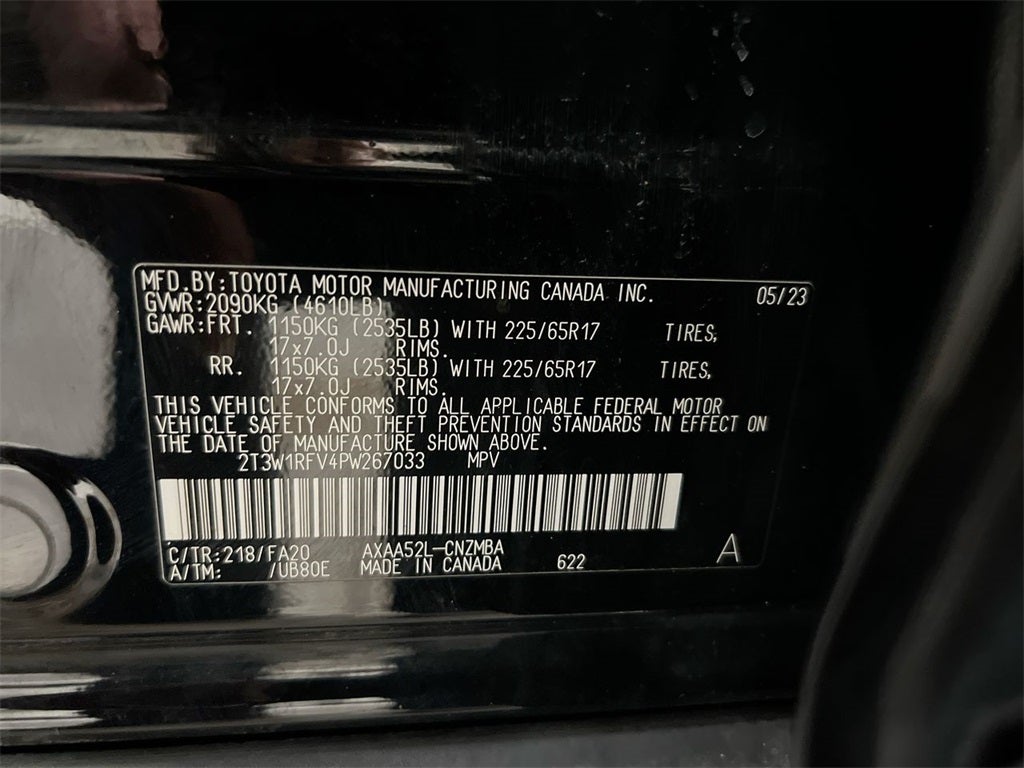 MFD.BY:TOYOTA MOTOR MANUFACTURING CANADA INC. 05/23
GVWR:2090KG (4610LB)
GAWR:FRT. 1150KG (2535LB) WITH 225/65R17 TIRES,
17x7.0J RIMS.
RR. 1150KG (2535LB) WITH 225/65R17 TIRES,
17x7.0J RIMS.
THIS VEHICLE CONFORMS TO ALL APPLICABLE FEDERAL MOTOR
VEHICLE SAFETY AND THEFT PREVENTION STANDARDS IN EFFECT ON
THE DATE OF MANUFACTURE SHOWN ABOVE.
2T3W1RFV4PW267033 MPV
C/TR:218/FA20 AXAA52L-CNZMBA A
A/TM: /UB80E MADE IN CANADA 622